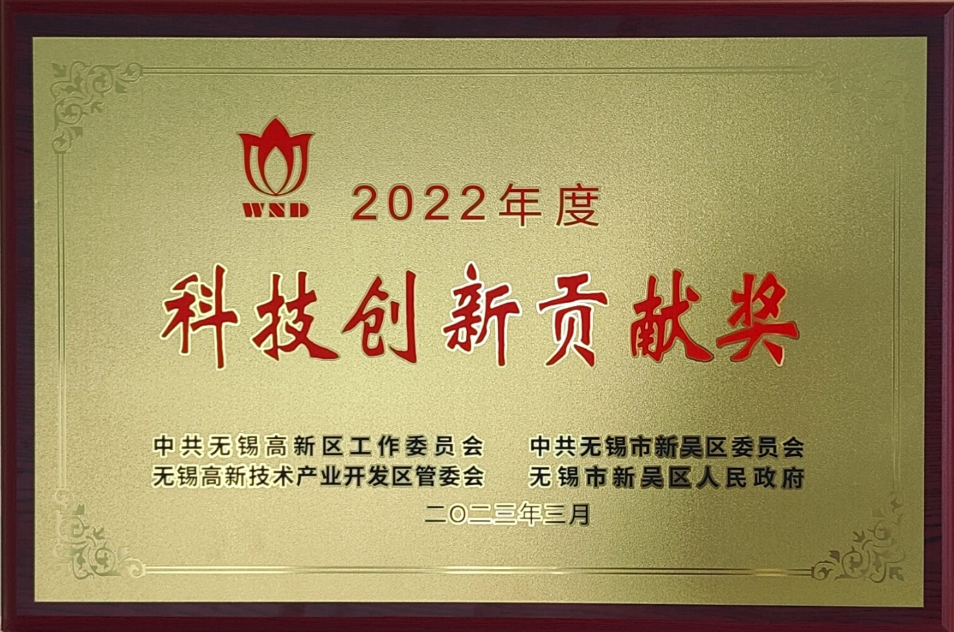 WND
2022年度
科技创新贡献奖
中共无锡高新区工作委员会 中共无锡市新吴区委员会
无锡高新技术产业开发区管委会 无锡市新吴区人民政府
二〇二三年三月